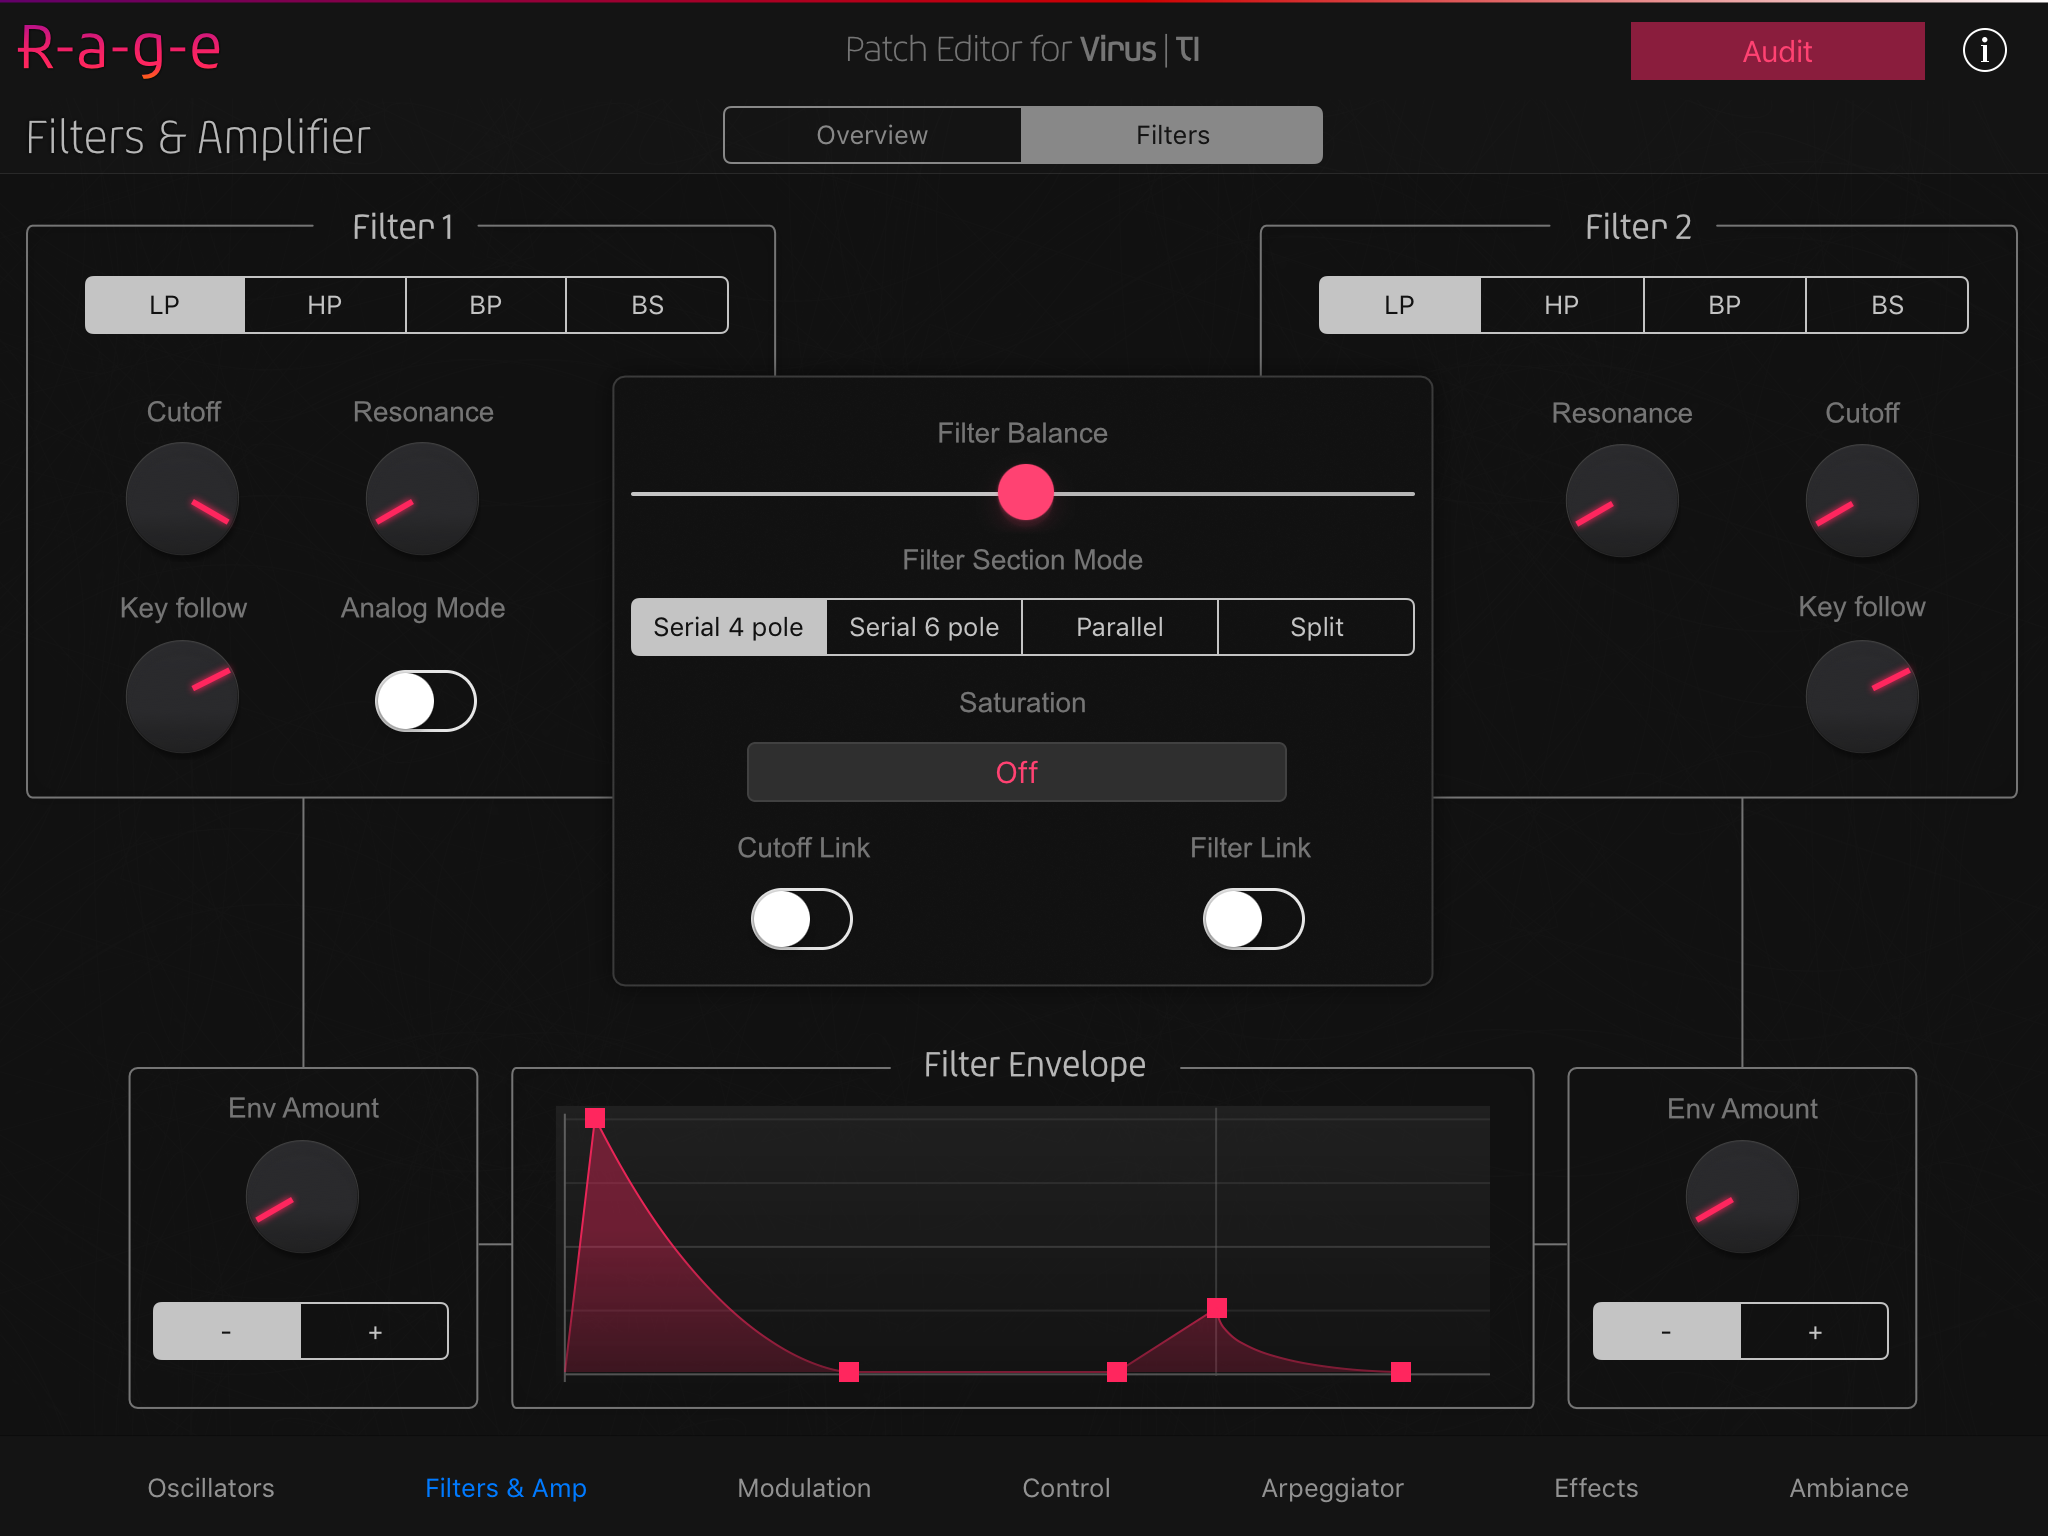 R-a-g-e
Patch Editor for Virus|TI
Audit
i
Filters & Amplifier
Overview
Filters
Filter 1
LP
HP
BP
BS
Cutoff
Resonance
Key follow
Analog Mode
Filter Balance
Filter Section Mode
Serial 4 pole
Serial 6 pole
Parallel
Split
Saturation
Off
Cutoff Link
Filter Link
Filter 2
LP
HP
BP
BS
Resonance
Cutoff
Key follow
Env Amount
-
+
Filter Envelope
Env Amount
-
+
Oscillators
Filters & Amp
Modulation
Control
Arpeggiator
Effects
Ambiance